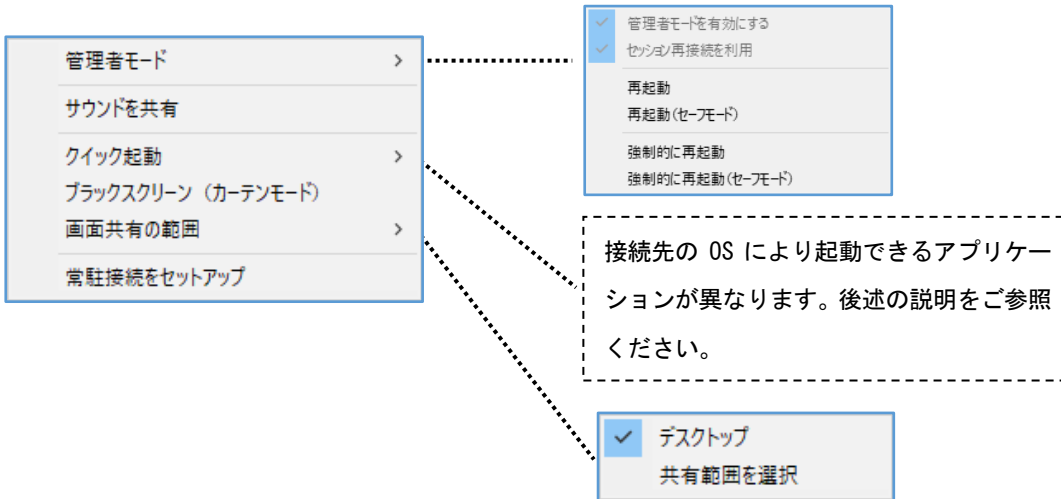 管理者モード
サウンドを共有
クイック起動
ブラックスクリーン (カーテンモード)
画面共有の範囲
常駐接続をセットアップ
管理者モードを有効にする
セッション再接続を利用
再起動
再起動(セーフモード)
強制的に再起動
強制的に再起動(セーフモード)
接続先の OS により起動できるアプリケー
ションが異なります。後述の説明をご参照
ください。
デスクトップ
共有範囲を選択